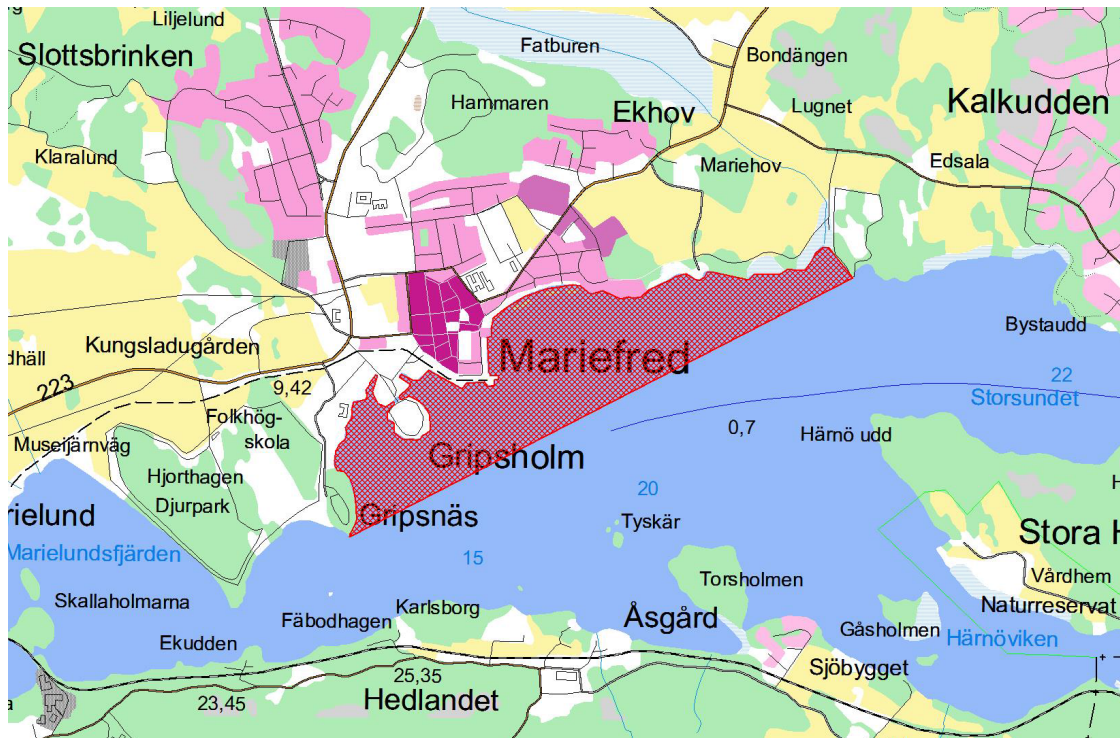 Liljelund
Slottsbrinken
Fatburen
Bondängen
Hammaren
Ekhov
Lugnet
Kalkudden
Klaralund
Mariehov
Edsala
Kungsladugården
dhäll
223
9,42
Mariefred
Bystaudd
22
Storsundet
Folkhög-
skola
Museijärnväg
Hjorthagen
Djurpark
Gripsholm
0,7
Härnö udd
20
Tyskär
rielund
Gripsnäs
Marielundsfjärden
15
Stora H
Vårdhem
Naturreservat
Torsholmen
Skallaholmarna
Karlsborg
Fäbodhagen
Åsgård
Gåsholmen
Härnöviken
Ekudden
Sjöbygget
25,35
23,45
Hedlandet